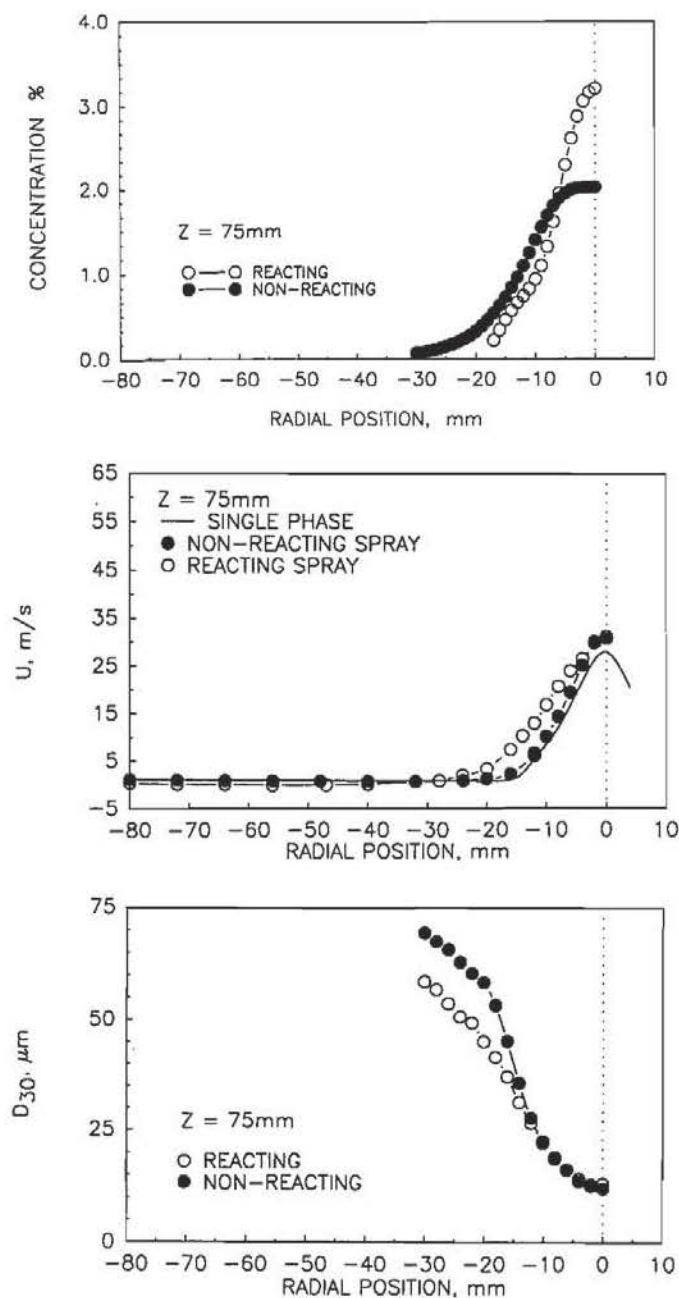 4.0
3.0
2.0
1.0
0.0
CONCENTRATION %
Z = 75mm
REACTING
NON-REACTING
-80 -70 -60 -50 -40 -30 -20 -10 0 10
RADIAL POSITION, mm
65
55
45
35
25
15
5
-5
U, m/s
Z = 75mm
SINGLE PHASE
NON-REACTING SPRAY
REACTING SPRAY
-80 -70 -60 -50 -40 -30 -20 -10 0 10
RADIAL POSITION, mm
75
50
25
0
D30, μm
Z = 75mm
REACTING
NON-REACTING
-80 -70 -60 -50 -40 -30 -20 -10 0 10
RADIAL POSITION, mm